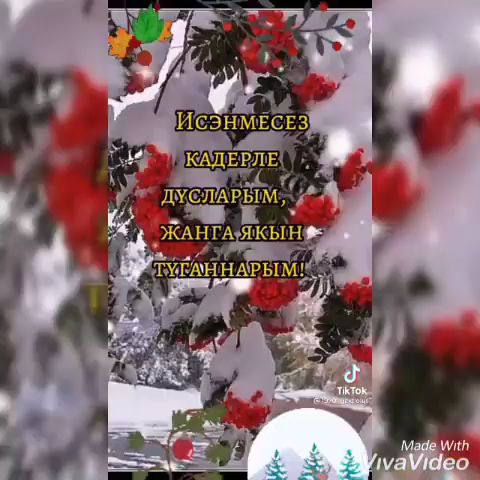 Исэнмесез
кадерле
дусларым,
жанга якын
туганнарым!
TikTok
Made With
VivaVideo